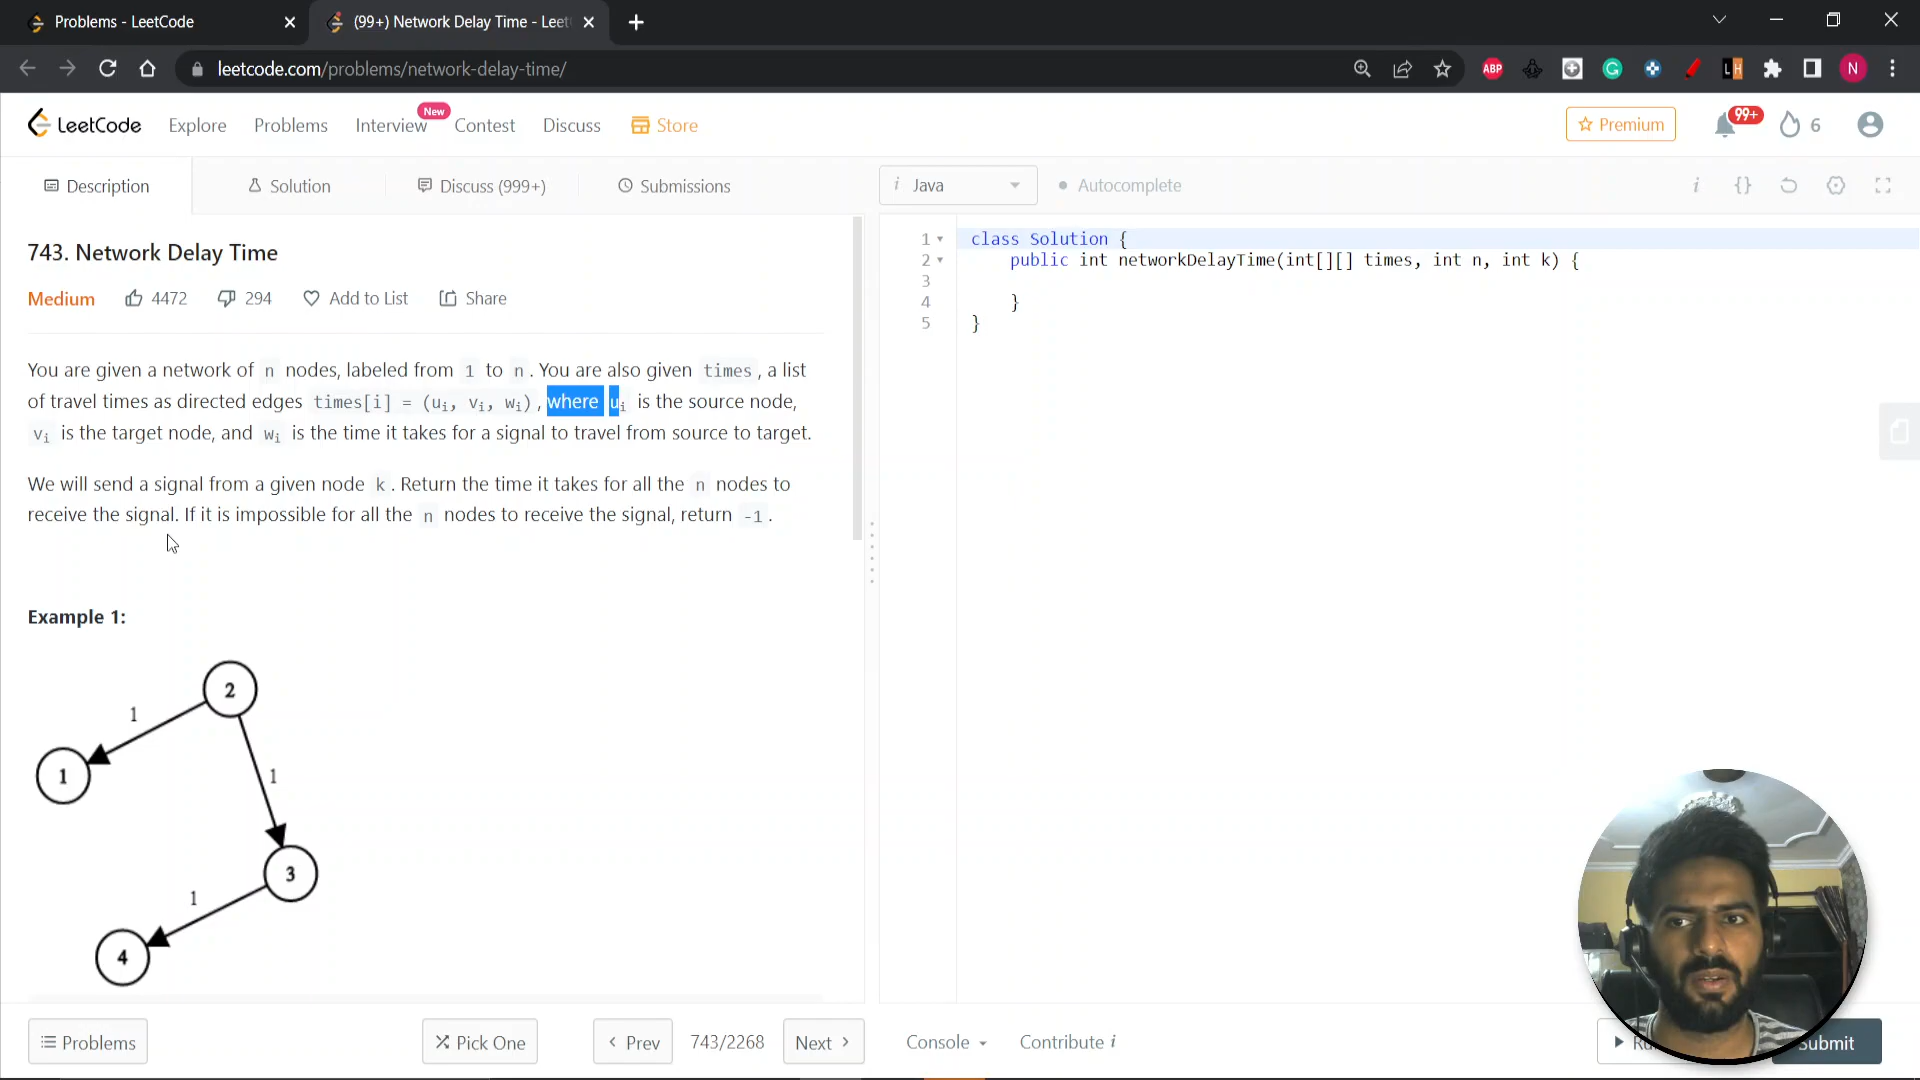 Problems - LeetCode
(99+) Network Delay Time - Leet
leetcode.com/problems/network-delay-time/
ABP
LH
N
LeetCode
Explore
Problems
Interview
New
Contest
Discuss
Store
Premium
99+
6
Description
Solution
Discuss (999+)
Submissions
i Java
Autocomplete
i {}
743. Network Delay Time
Medium
4472
294
Add to List
Share
You are given a network of n nodes, labeled from 1 to n. You are also given times, a list
of travel times as directed edges times[i] = (ui, vi, wi), where ui is the source node,
vi is the target node, and wi is the time it takes for a signal to travel from source to target.
We will send a signal from a given node k. Return the time it takes for all the n nodes to
receive the signal. If it is impossible for all the n nodes to receive the signal, return -1.
Example 1:
2
1
1
1
3
1
4
1 class Solution {
2 public int networkDelayTime(int[][] times, int n, int k) {
3
4 }
5 }
Problems
Pick One
Prev
743/2268
Next
Console
Contribute i
Submit